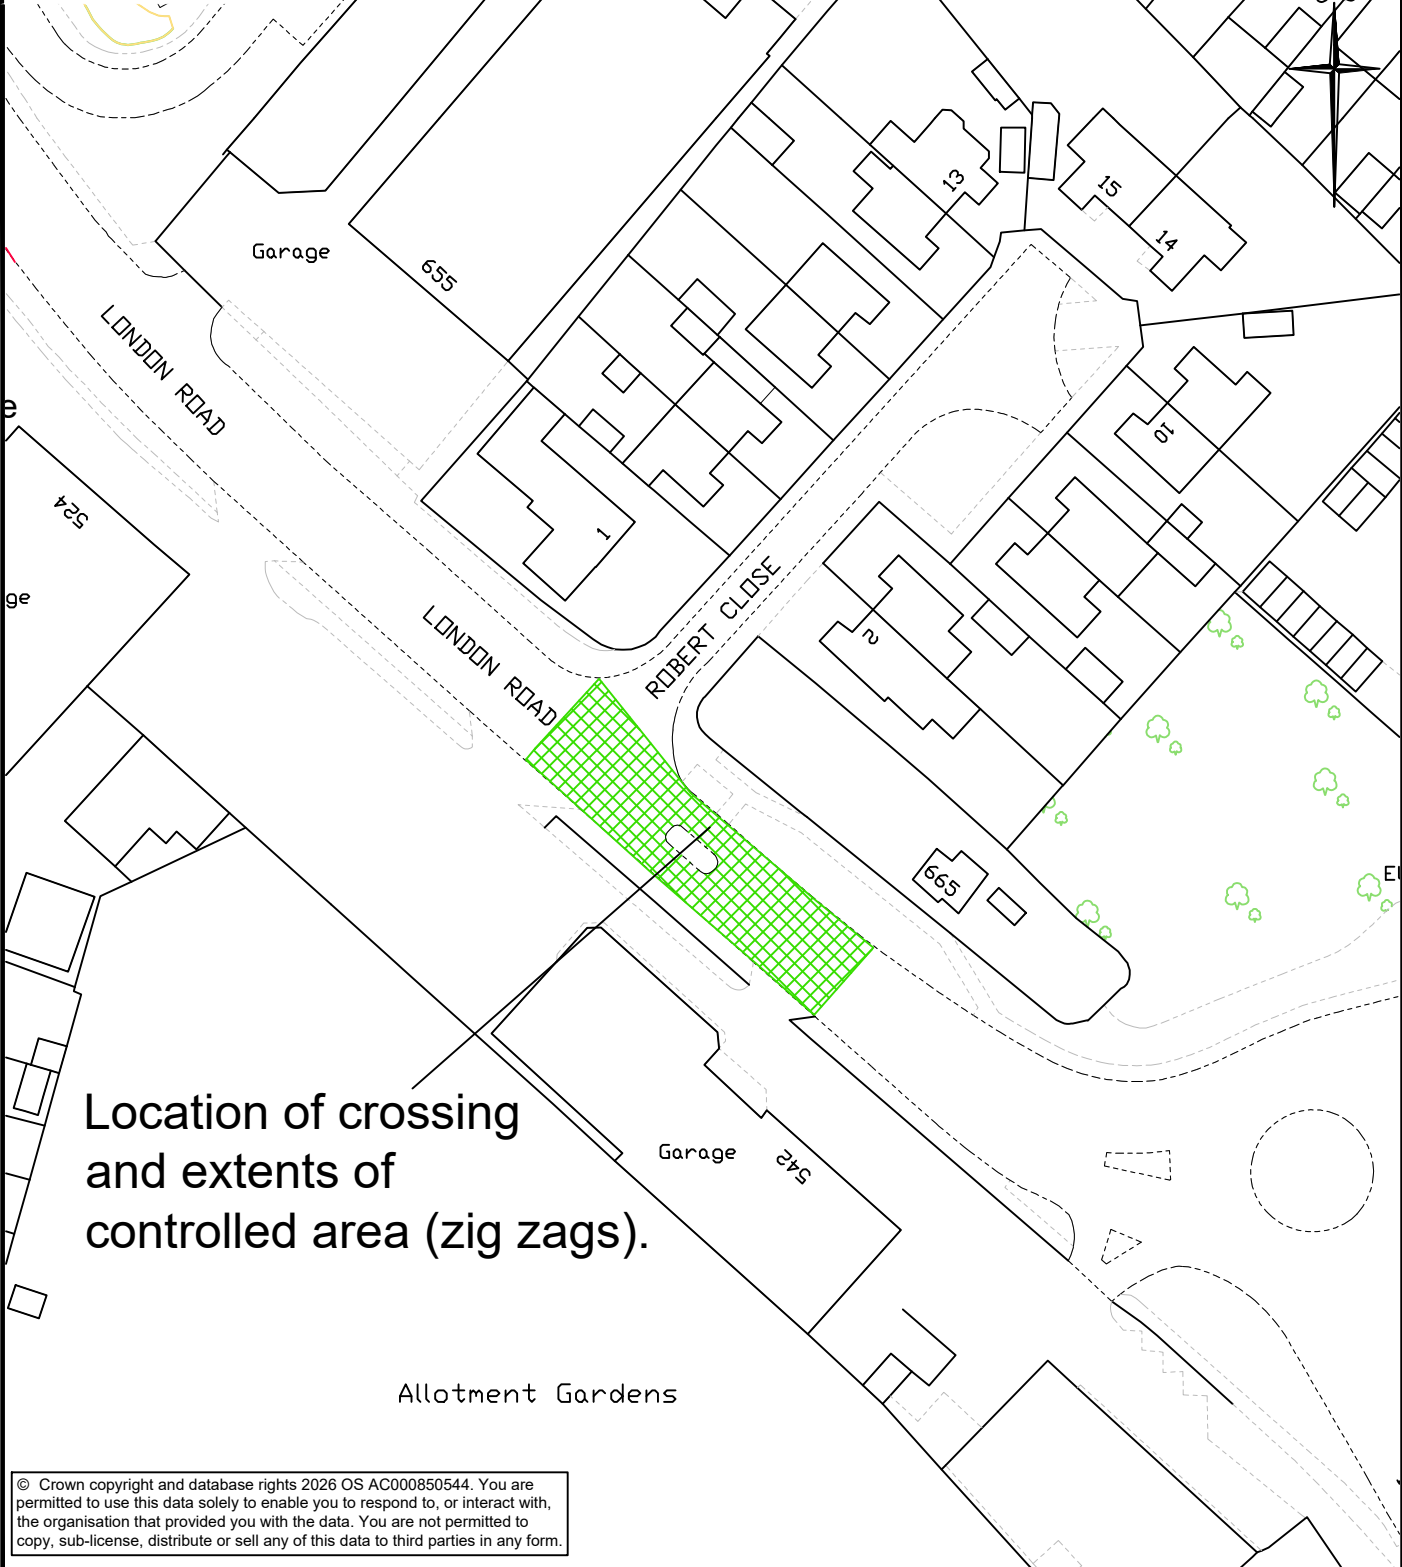 13
15
14
Garage
655
LONDON ROAD
e
10
524
1
ge
ROBERT CLOSE
LONDON ROAD
2
665
Location of crossing
and extents of
controlled area (zig zags).
Garage
542
Allotment Gardens
© Crown copyright and database rights 2026 OS AC000850544. You are
permitted to use this data solely to enable you to respond to, or interact with,
the organisation that provided you with the data. You are not permitted to
copy, sub-license, distribute or sell any of this data to third parties in any form.